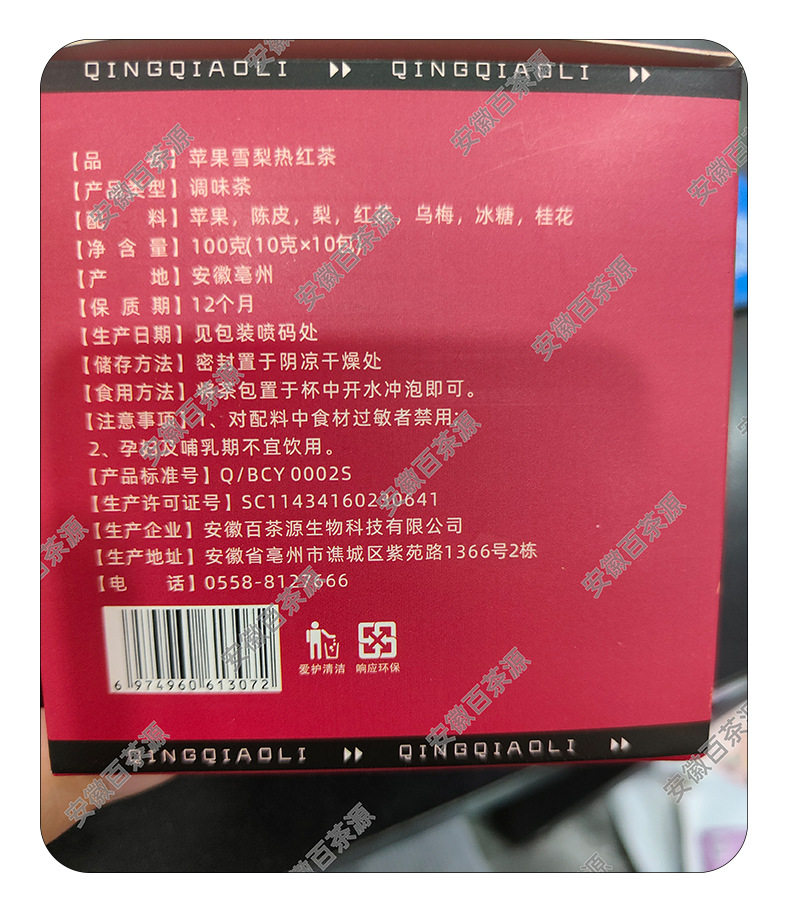 QINGQIAOLI QINGQIAOLI
【品 名】苹果雪梨热红茶
【产品类型】调味茶
【配 料】苹果，陈皮，梨，红茶，乌梅，冰糖，桂花
【净含量】100克(10克×10包)
【产 地】安徽亳州
【保质期】12个月
【生产日期】见包装喷码处
【储存方法】密封置于阴凉干燥处
【食用方法】将茶包置于杯中开水冲泡即可。
【注意事项】1、对配料中食材过敏者禁用;
2、孕妇及哺乳期不宜饮用。
【产品标准号】Q/BCY 0002S
【生产许可证号】SC11434160230641
【生产企业】安徽百茶源生物科技有限公司
【生产地址】安徽省亳州市谯城区紫苑路1366号2栋
【电 话】0558-8127666
爱护清洁 响应环保
6 974960 613072
QINGQIAOLI QINGQIAOLI
安徽百茶源